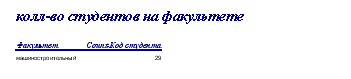 колл-во студентов на факультете
Факультет Count-Код студента
машиностроительный 29